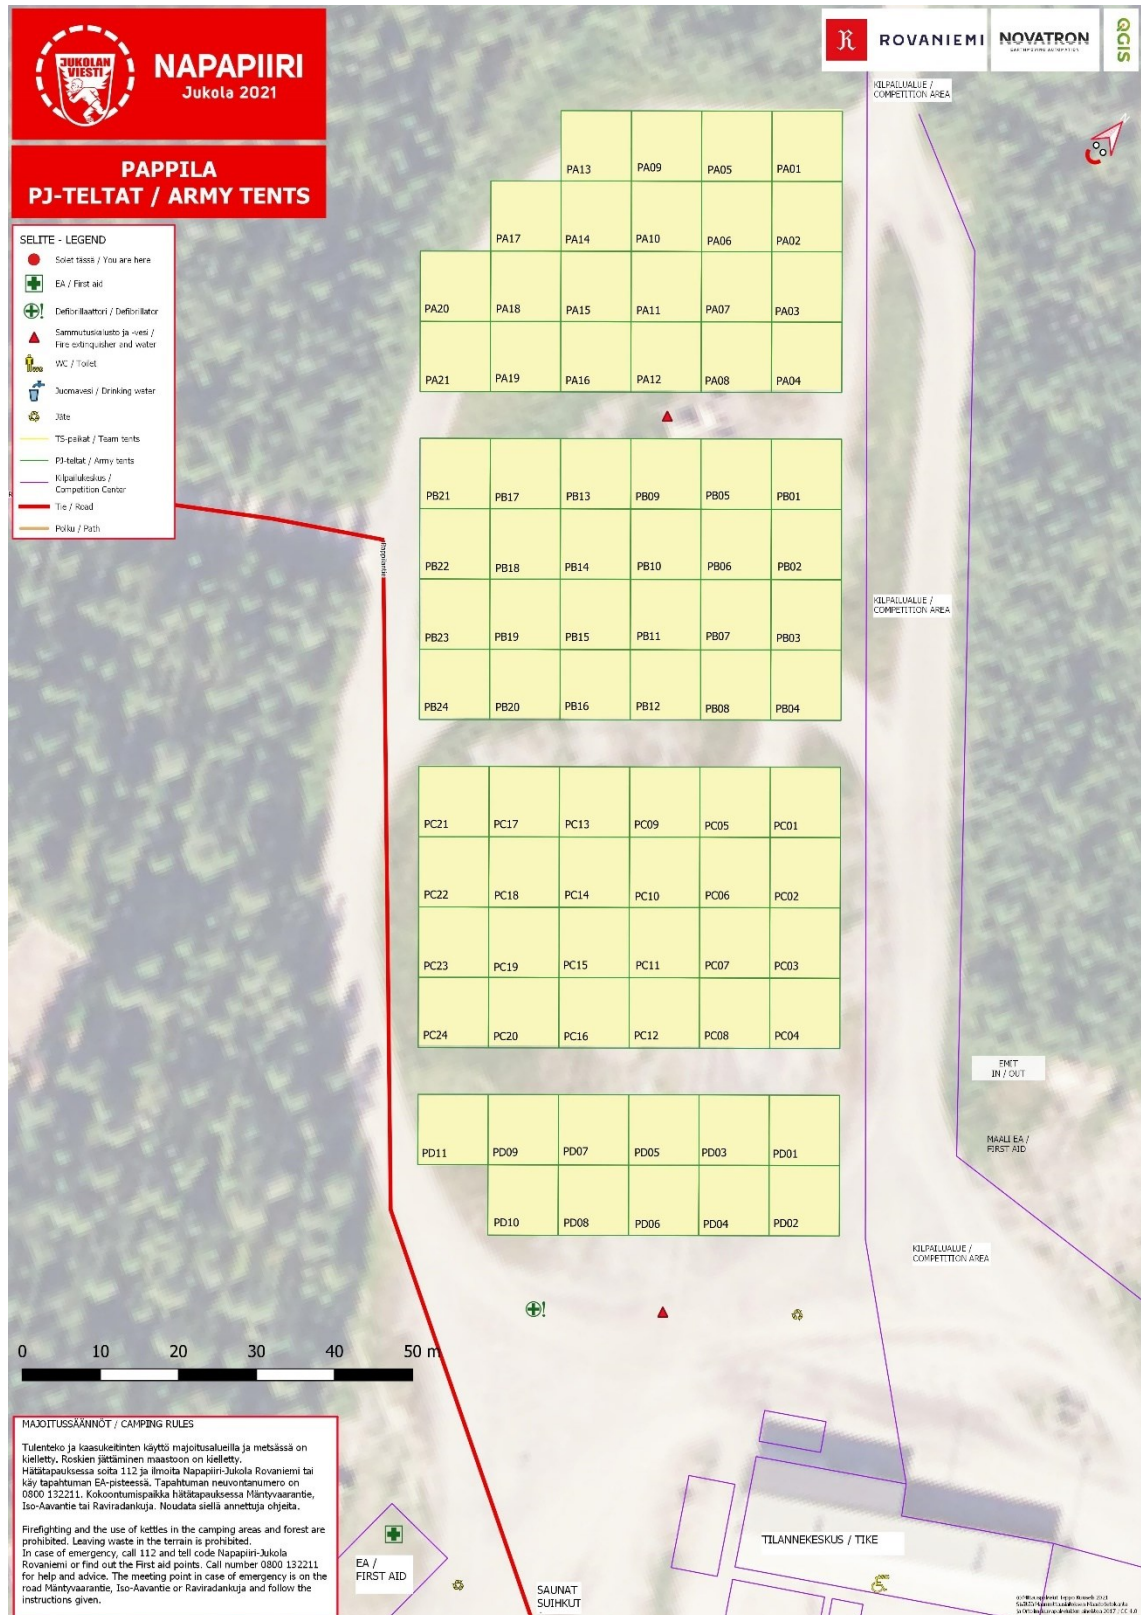 JUKOLAN
VIESTI
NAPAPIIRI
Jukola 2021
PAPPILA
PJ-TELTAT / ARMY TENTS
ROVANIEMI
NOVATRON
QGIS
SELITE - LEGEND
Solet tässä / You are here
EA / First aid
Defibrillaattori / Defibrillator
Sammutuskalusto ja -vesi /
Fire extinquisher and water
WC / Toilet
Juomavesi / Drinking water
Jäte
TS-paikat / Team tents
PJ-teltat / Army tents
Kilpailukeskus /
Competition Center
Tie / Road
Polku / Path
KILPAILUALUE /
COMPETITION AREA
PA13 PA09 PA05 PA01
PA17 PA14 PA10 PA06 PA02
PA20 PA18 PA15 PA11 PA07 PA03
PA21 PA19 PA16 PA12 PA08 PA04
PB21 PB17 PB13 PB09 PB05 PB01
PB22 PB18 PB14 PB10 PB06 PB02
PB23 PB19 PB15 PB11 PB07 PB03
PB24 PB20 PB16 PB12 PB08 PB04
KILPAILUALUE /
COMPETITION AREA
PC21 PC17 PC13 PC09 PC05 PC01
PC22 PC18 PC14 PC10 PC06 PC02
PC23 PC19 PC15 PC11 PC07 PC03
PC24 PC20 PC16 PC12 PC08 PC04
EMIT
IN / OUT
MAALI EA /
FIRST AID
PD11 PD09 PD07 PD05 PD03 PD01
PD10 PD08 PD06 PD04 PD02
KILPAILUALUE /
COMPETITION AREA
0 10 20 30 40 50 m
MAJOITUSSÄÄNNÖT / CAMPING RULES
Tulenteko ja kaasukeitinten käyttö majoitusalueilla ja metsässä on
kielletty. Roskien jättäminen maastoon on kielletty.
Hätätapauksessa soita 112 ja ilmoita Napapiiri-Jukola Rovaniemi tai
käy tapahtuman EA-pisteessä. Tapahtuman neuvontanumero on
0800 132211. Kokoontumispaikka hätätapauksessa Mäntyvaarantie,
Iso-Aavantie tai Raviradankuja. Noudata siellä annettuja ohjeita.
Firefighting and the use of kettles in the camping areas and forest are
prohibited. Leaving waste in the terrain is prohibited.
In case of emergency, call 112 and tell code Napapiiri-Jukola
Rovaniemi or find out the First aid points. Call number 0800 132211
for help and advice. The meeting point in case of emergency is on the
road Mäntyvaarantie, Iso-Aavantie or Raviradankuja and follow the
instructions given.
EA /
FIRST AID
SAUNAT
SUIHKUT
TILANNEKESKUS / TIKE